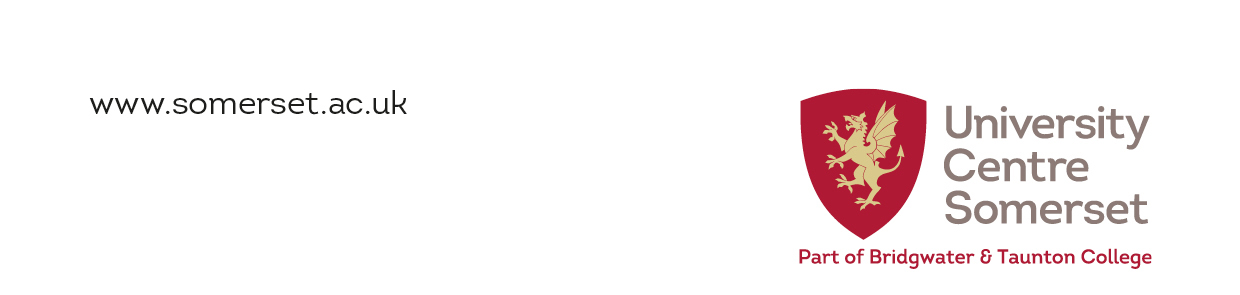 www.somerset.ac.uk
University
Centre
Somerset
Part of Bridgwater & Taunton College